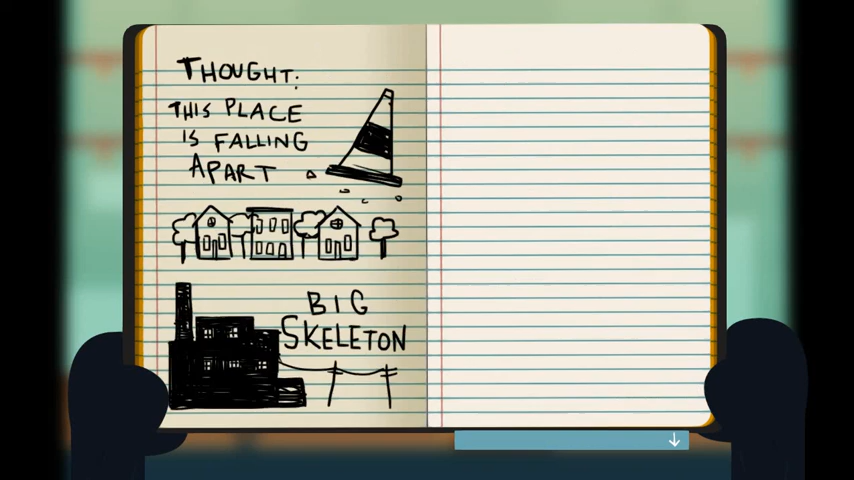 THOUGHT:
THIS PLACE
IS FALLING
APART
BIG
SKELETON